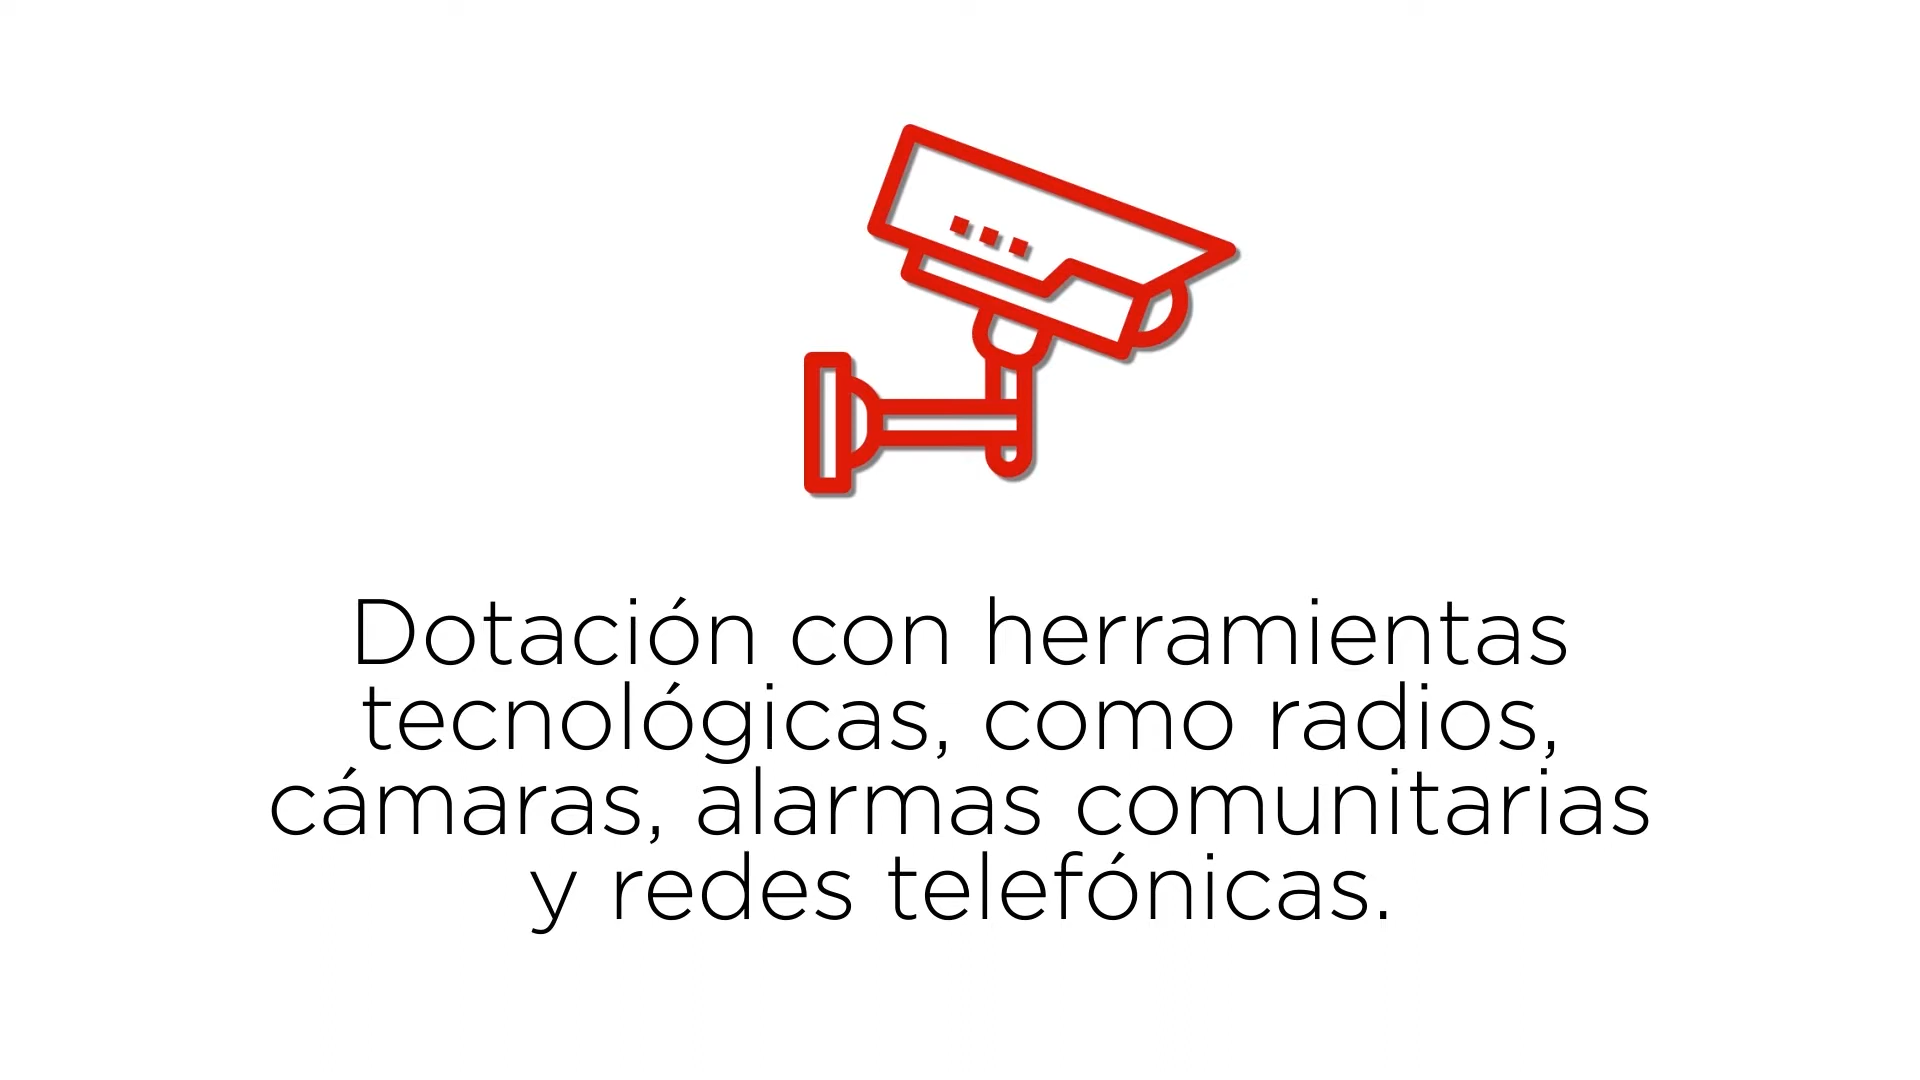 Dotación con herramientas
tecnológicas, como radios,
cámaras, alarmas comunitarias
y redes telefónicas.